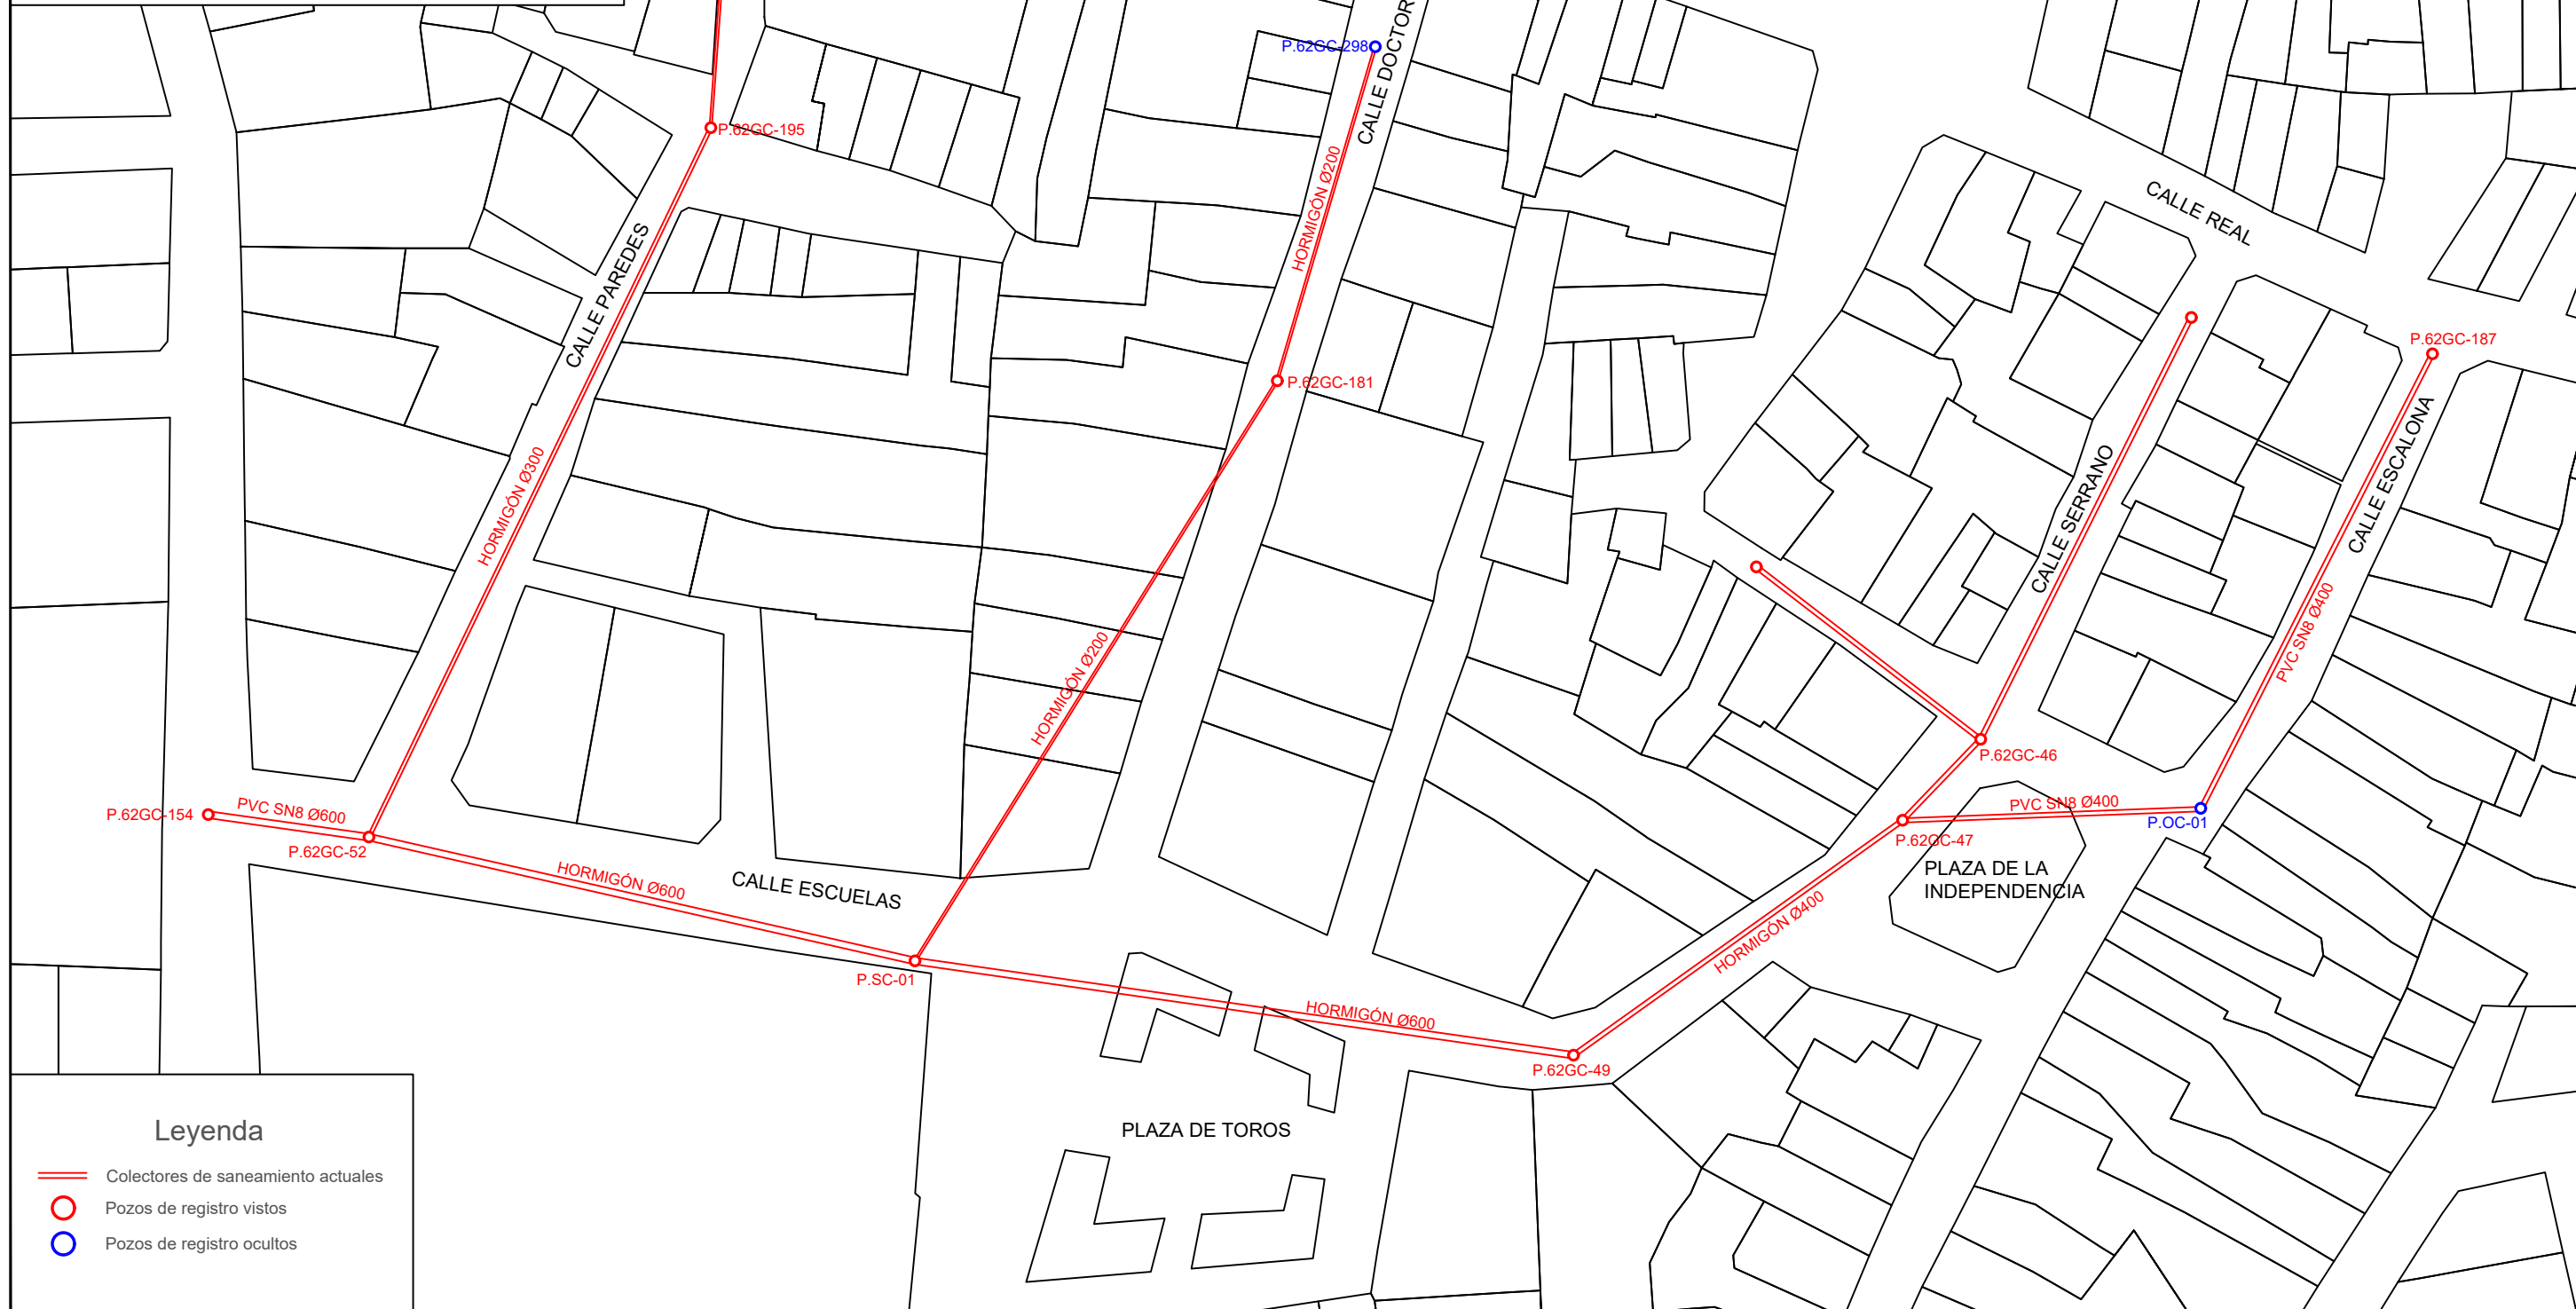 P.62GC-298
CALLE DOCTOR
P.62GC-195
HORMIGÓN Ø200
CALLE REAL
CALLE PAREDES
P.62GC-187
P.62GC-181
CALLE ESCALONA
CALLE SERRANO
HORMIGÓN Ø300
PVC SN8 Ø400
HORMIGÓN Ø200
P.62GC-46
PVC SN8 Ø600
P.62GC-154
PVC SN8 Ø400
P.OC-01
P.62GC-52
P.62GC-47
HORMIGÓN Ø600
CALLE ESCUELAS
PLAZA DE LA
INDEPENDENCIA
HORMIGÓN Ø400
P.SC-01
HORMIGÓN Ø600
P.62GC-49
PLAZA DE TOROS
Leyenda
Colectores de saneamiento actuales
Pozos de registro vistos
Pozos de registro ocultos